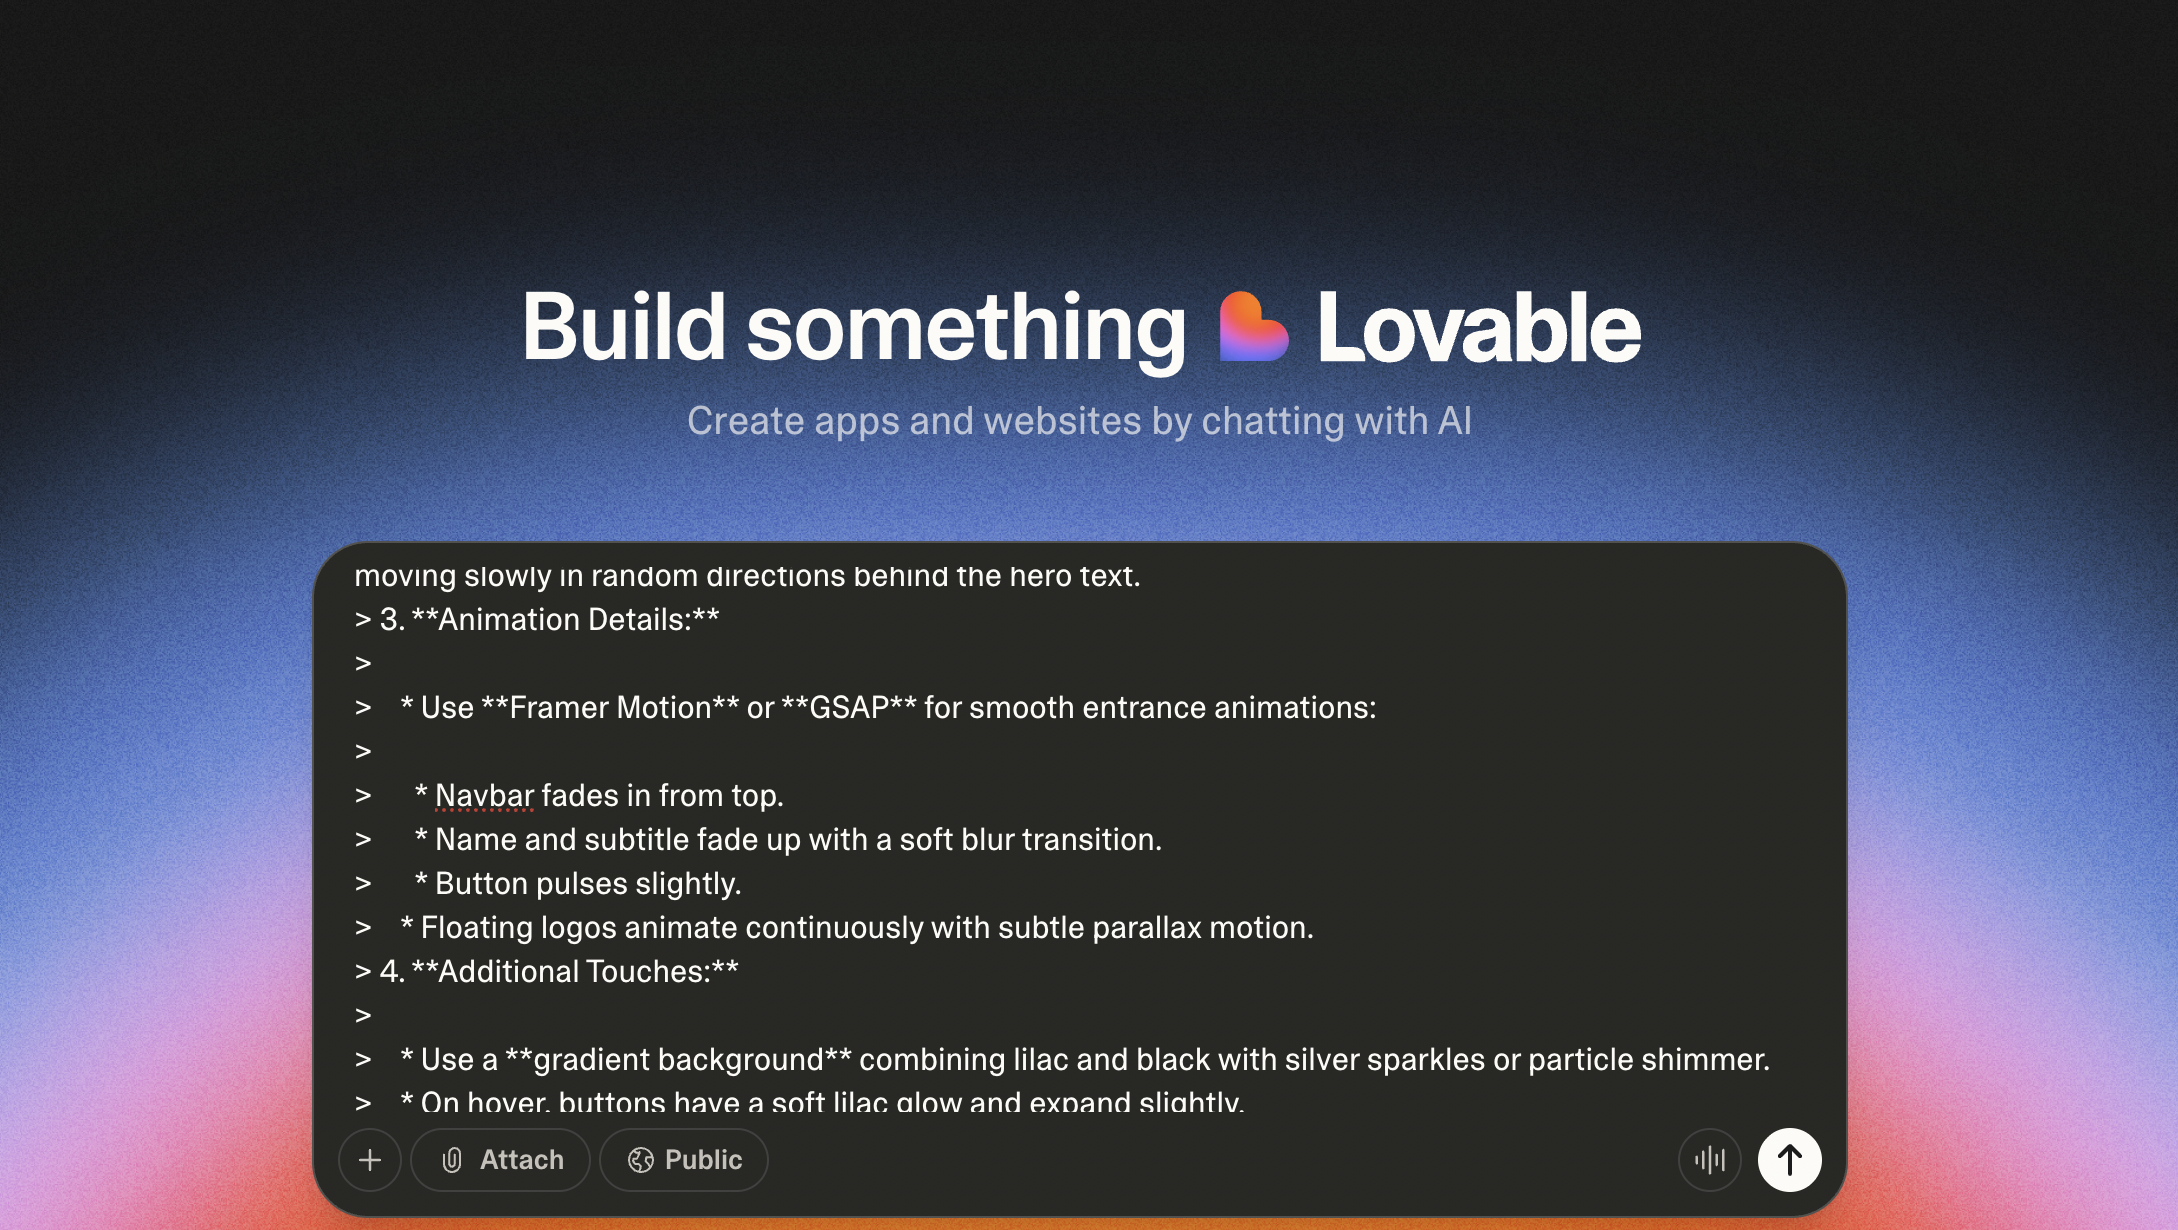 Build something Lovable
Create apps and websites by chatting with AI
moving slowly in random directions behind the hero text.
> 3. **Animation Details:**
>
>    * Use **Framer Motion** or **GSAP** for smooth entrance animations:
>
>      * Navbar fades in from top.
>      * Name and subtitle fade up with a soft blur transition.
>      * Button pulses slightly.
>    * Floating logos animate continuously with subtle parallax motion.
> 4. **Additional Touches:**
>
>    * Use a **gradient background** combining lilac and black with silver sparkles or particle shimmer.
>    * On hover, buttons have a soft lilac glow and expand slightly.
Attach
Public